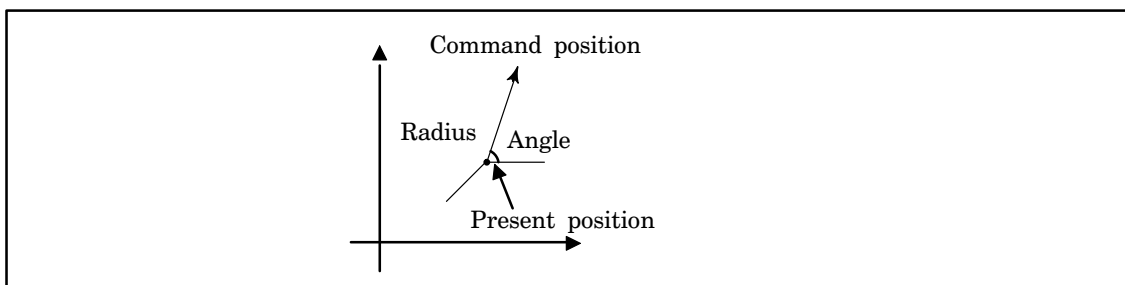 Command position
Radius
Angle
Present position